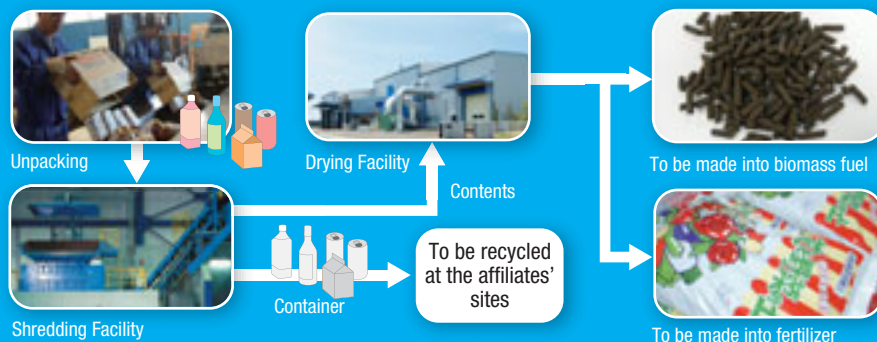 Unpacking
Drying Facility
To be made into biomass fuel
Contents
To be recycled
at the affiliates'
sites
Container
Shredding Facility
To be made into fertilizer